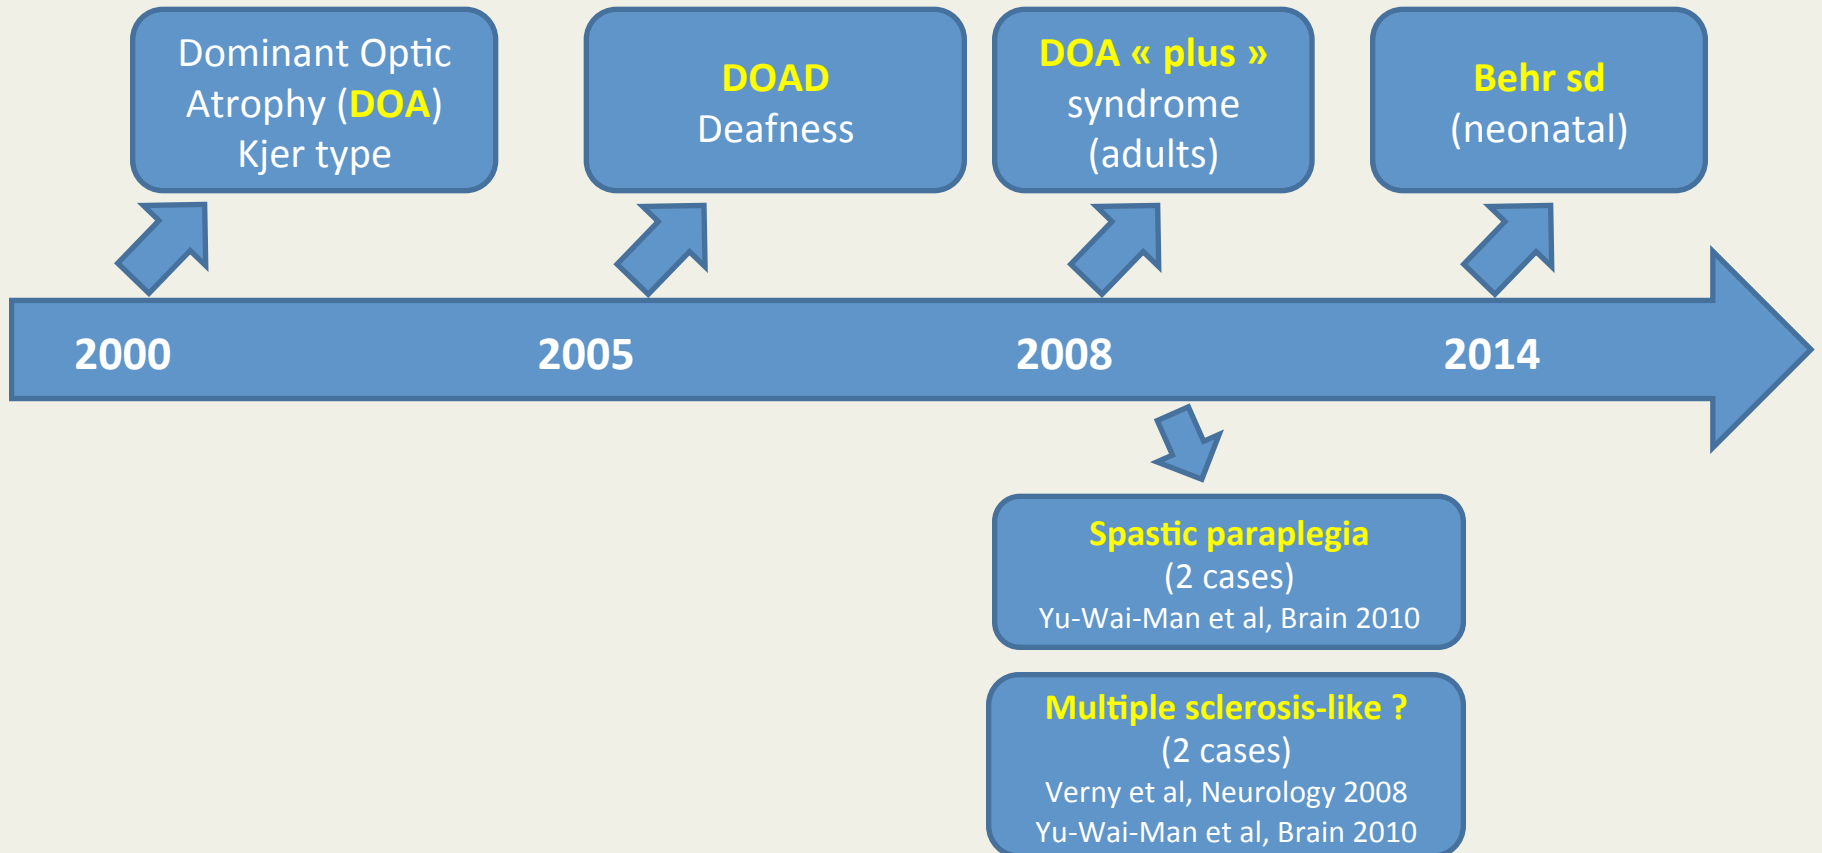 Dominant Optic
Atrophy (DOA)
Kjer type
DOAD
Deafness
DOA « plus »
syndrome
(adults)
Behr sd
(neonatal)
2000
2005
2008
2014
Spastic paraplegia
(2 cases)
Yu-Wai-Man et al, Brain 2010
Multiple sclerosis-like ?
(2 cases)
Verny et al, Neurology 2008
Yu-Wai-Man et al, Brain 2010